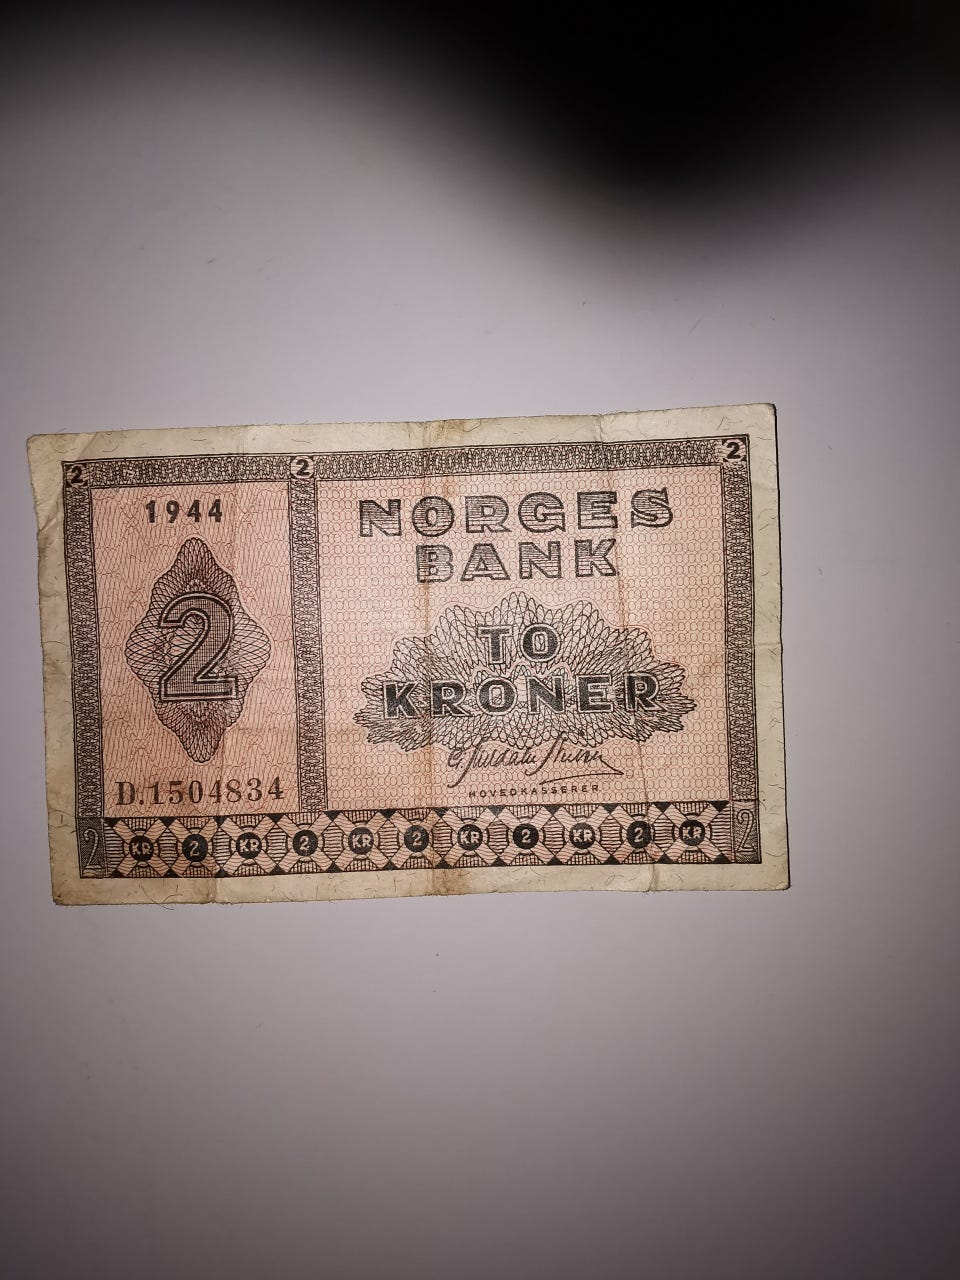 2 2 2
1944
NORGES
BANK
2
TO
KRONER
D.1504834
HOVEDKASSERER
2 KR 2 KR 2 KR 2 KR 2 KR 2 KR 2